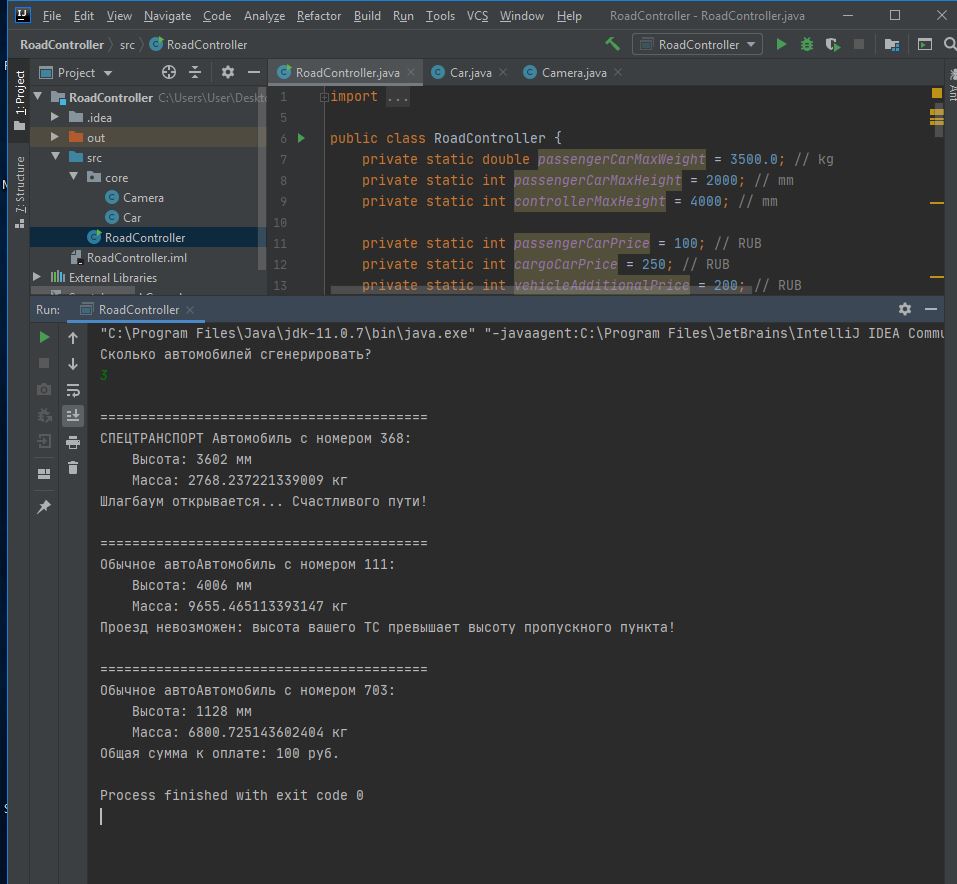 File Edit View Navigate Code Analyze Refactor Build Run Tools VCS Window Help RoadController - RoadController.java
RoadController src RoadController RoadController
1: Project
7: Structure
Ant
Project
RoadController C:\Users\User\Deskto
.idea
out
src
core
Camera
Car
RoadController
RoadController.iml
External Libraries
RoadController.java Car.java Camera.java
1 import ...
5
6 public class RoadController {
7 private static double passengerCarMaxWeight = 3500.0; // kg
8 private static int passengerCarMaxHeight = 2000; // mm
9 private static int controllerMaxHeight = 4000; // mm
10
11 private static int passengerCarPrice = 100; // RUB
12 private static int cargoCarPrice = 250; // RUB
13 private static int vehicleAdditionalPrice = 200; // RUB
Run: RoadController
"C:\Program Files\Java\jdk-11.0.7\bin\java.exe" "-javaagent:C:\Program Files\JetBrains\IntelliJ IDEA Commu
Сколько автомобилей сгенерировать?
3
=========================================
СПЕЦТРАНСПОРТ Автомобиль с номером 368:
Высота: 3602 мм
Масса: 2768.237221339009 кг
Шлагбаум открывается... Счастливого пути!
=========================================
Обычное автоАвтомобиль с номером 111:
Высота: 4006 мм
Масса: 9655.465113393147 кг
Проезд невозможен: высота вашего ТС превышает высоту пропускного пункта!
=========================================
Обычное автоАвтомобиль с номером 703:
Высота: 1128 мм
Масса: 6800.725143602404 кг
Общая сумма к оплате: 100 руб.
Process finished with exit code 0